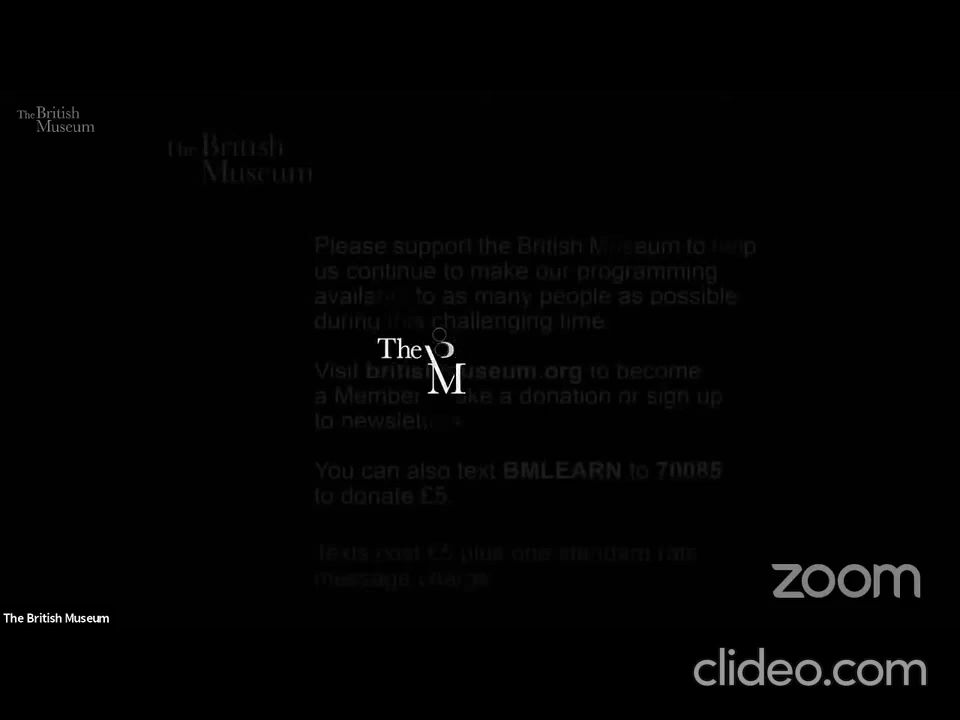 The British
Museum
The British
Museum
Please support the British Museum to help
us continue to make our programming
available to as many people as possible
during this challenging time
The
M
Visit britishmuseum.org to become
a Member make a donation or sign up
to newsletters
You can also text BMLEARN to 70085
to donate £5.
Texts cost £5 plus one standard rate
message charge
zoom
The British Museum
clideo.com